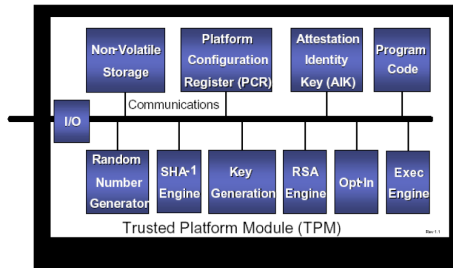 Non-Volatile
Storage
Platform
Configuration
Register (PCR)
Attestation
Identity
Key (AIK)
Program
Code
Communications
I/O
Random
Number
Generator
SHA-1
Engine
Key
Generation
RSA
Engine
Opt-In
Exec
Engine
Trusted Platform Module (TPM)